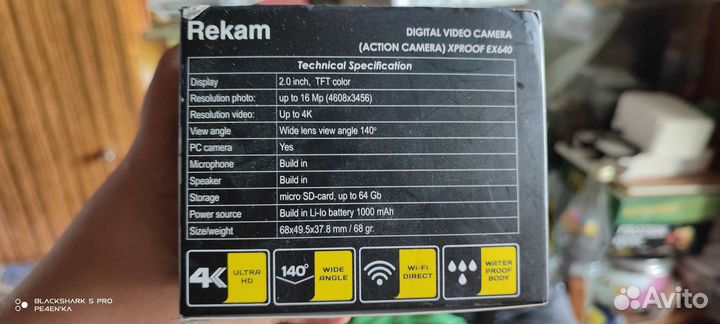 Rekam
DIGITAL VIDEO CAMERA
(ACTION CAMERA) XPROOF EX640
Technical Specification
Display 2.0 inch, TFT color
Resolution photo: up to 16 Mp (4608x3456)
Resolution video: Up to 4K
View angle Wide lens view angle 140°
PC camera Yes
Microphone Build in
Speaker Build in
Storage micro SD-card, up to 64 Gb
Power source Build in Li-Io battery 1000 mAh
Size/weight: 68x49.5x37.8 mm / 68 gr.
4K ULTRA HD
140° WIDE ANGLE
WI-FI DIRECT
WATER PROOF BODY
BLACKSHARK 5 PRO
PE4EN'KA
Avito